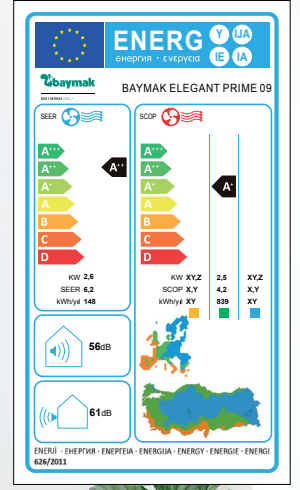 ENERG Y IJA
енергия · ενεργεια IE IA
baymak
BAYMAK ELEGANT PRIME 09
SEER
SCOP
A+++ A+++
A++ A++ A++
A+ A+ A+
A A
B B
C C
D D
KW 2,6 KW XY,Z 2,5 XY,Z
SEER 6,2 SCOP X,Y 4,2 X,Y
kWh/yıl 148 kWh/yıl XY 839 XY
56dB
61dB
ENERJİ · ЕНЕРГИЯ · ΕΝΕΡΓΕΙΑ · ENERGIJA · ENERGY · ENERGIE · ENERGI
626/2011